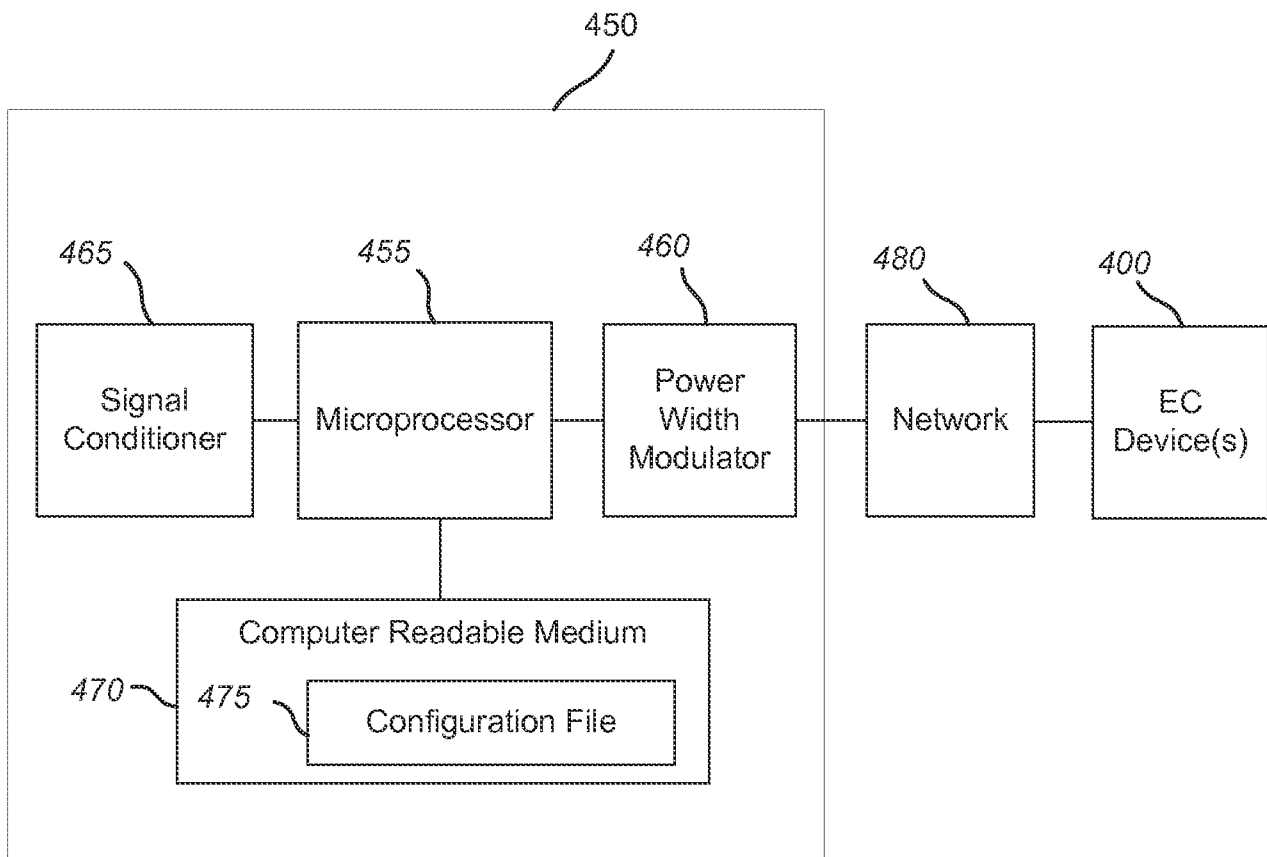 450
465
455
460
480
400
Signal
Conditioner
Microprocessor
Power
Width
Modulator
Network
EC
Device(s)
Computer Readable Medium
470
475
Configuration File